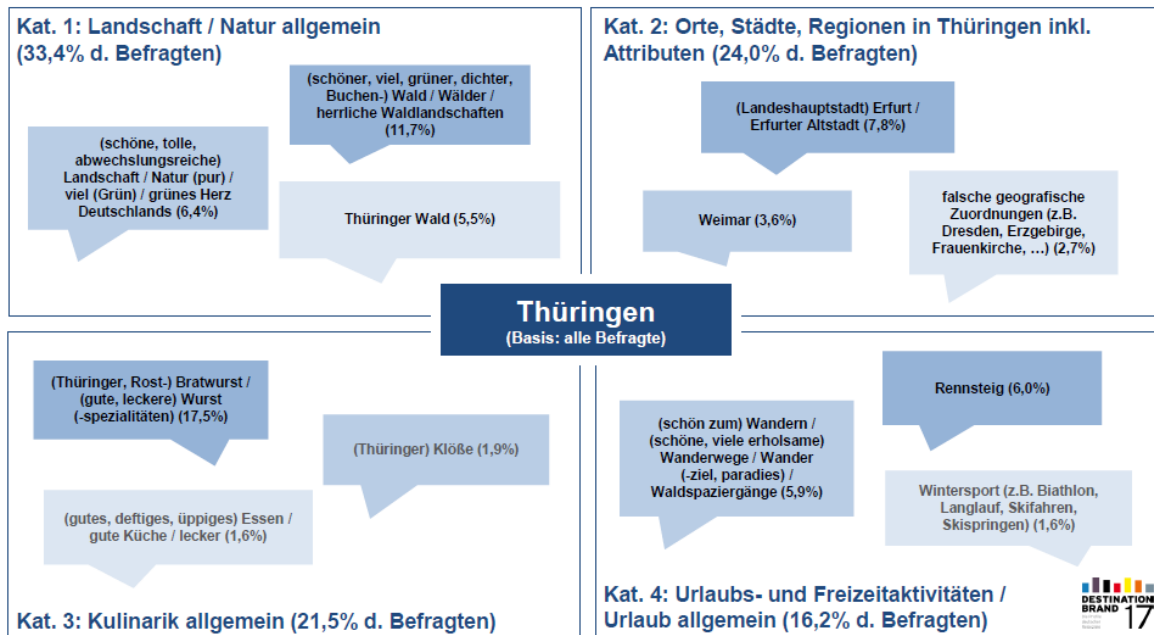 Kat. 1: Landschaft / Natur allgemein
(33,4% d. Befragten)
(schöner, viel, grüner, dichter,
Buchen-) Wald / Wälder /
herrliche Waldlandschaften
(11,7%)
(schöne, tolle,
abwechslungsreiche)
Landschaft / Natur (pur) /
viel (Grün) / grünes Herz
Deutschlands (6,4%)
Thüringer Wald (5,5%)
Kat. 2: Orte, Städte, Regionen in Thüringen inkl.
Attributen (24,0% d. Befragten)
(Landeshauptstadt) Erfurt /
Erfurter Altstadt (7,8%)
Weimar (3,6%)
falsche geografische
Zuordnungen (z.B.
Dresden, Erzgebirge,
Frauenkirche, …) (2,7%)
Thüringen
(Basis: alle Befragte)
(Thüringer, Rost-) Bratwurst /
(gute, leckere) Wurst
(-spezialitäten) (17,5%)
(Thüringer) Klöße (1,9%)
(gutes, deftiges, üppiges) Essen /
gute Küche / lecker (1,6%)
Kat. 3: Kulinarik allgemein (21,5% d. Befragten)
Rennsteig (6,0%)
(schön zum) Wandern /
(schöne, viele erholsame)
Wanderwege / Wander
(-ziel, paradies) /
Waldspaziergänge (5,9%)
Wintersport (z.B. Biathlon,
Langlauf, Skifahren,
Skispringen) (1,6%)
Kat. 4: Urlaubs- und Freizeitaktivitäten /
Urlaub allgemein (16,2% d. Befragten)
DESTINATION
BRAND 17